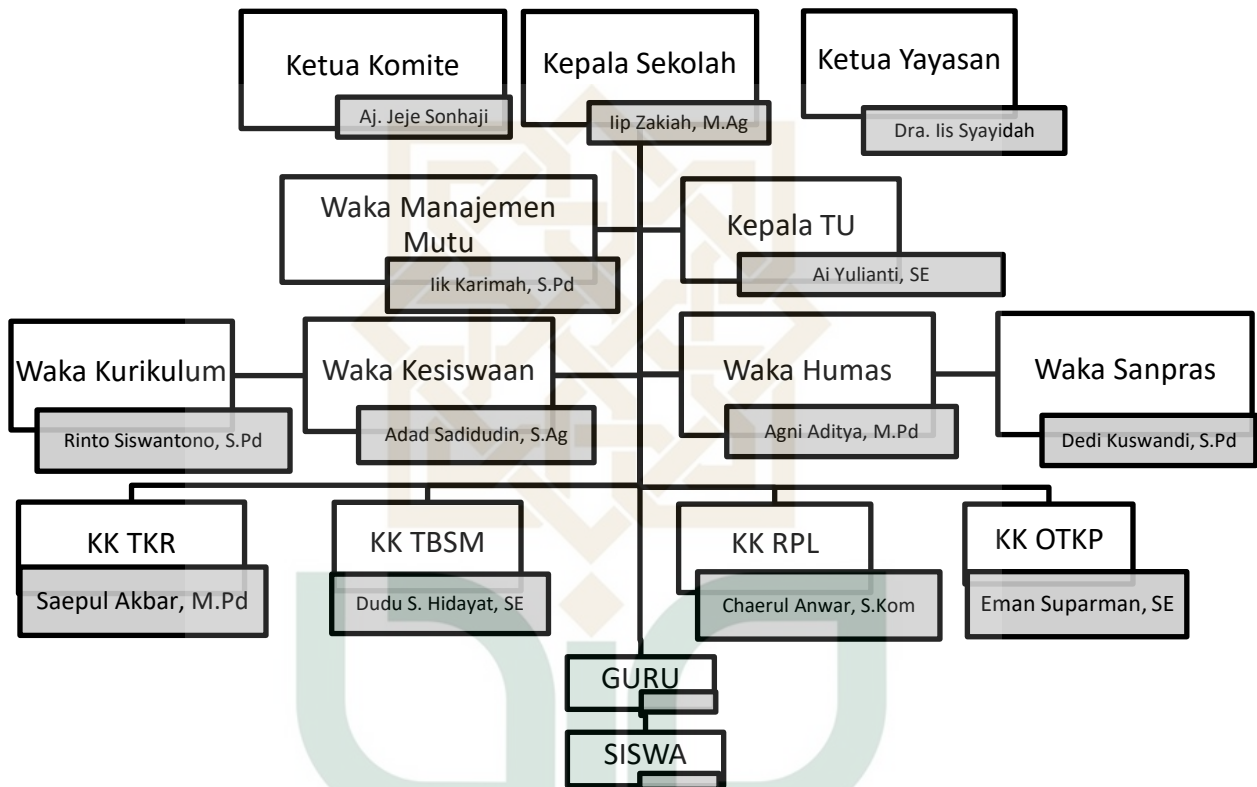 Ketua Komite
Aj. Jeje Sonhaji
Kepala Sekolah
Iip Zakiah, M.Ag
Ketua Yayasan
Dra. Iis Syayidah
Waka Manajemen
Mutu
Iik Karimah, S.Pd
Kepala TU
Ai Yulianti, SE
Waka Kurikulum
Rinto Siswantono, S.Pd
Waka Kesiswaan
Adad Sadidudin, S.Ag
Waka Humas
Agni Aditya, M.Pd
Waka Sanpras
Dedi Kuswandi, S.Pd
KK TKR
Saepul Akbar, M.Pd
KK TBSM
Dudu S. Hidayat, SE
KK RPL
Chaerul Anwar, S.Kom
KK OTKP
Eman Suparman, SE
GURU
SISWA